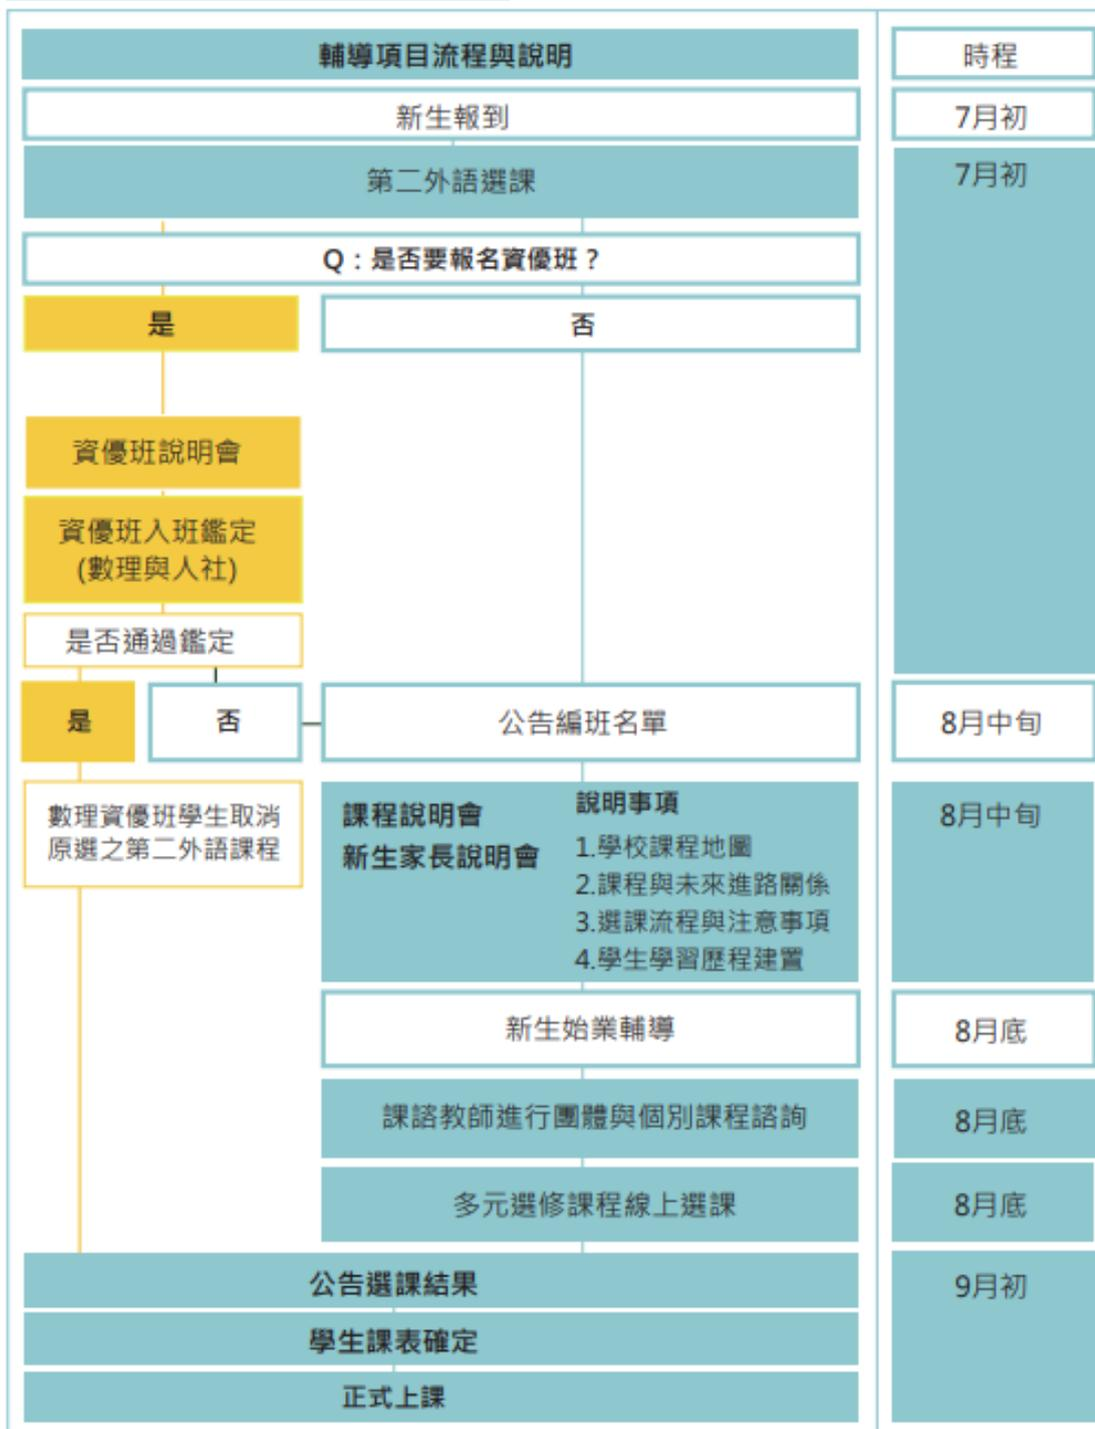 輔導項目流程與說明
時程
新生報到
7月初
第二外語選課
7月初
Q：是否要報名資優班？
是
否
資優班說明會
資優班入班鑑定
(數理與人社)
是否通過鑑定
是
否
公告編班名單
8月中旬
數理資優班學生取消
原選之第二外語課程
課程說明會
新生家長說明會
說明事項
1.學校課程地圖
2.課程與未來進路關係
3.選課流程與注意事項
4.學生學習歷程建置
8月中旬
新生始業輔導
8月底
課諮教師進行團體與個別課程諮詢
8月底
多元選修課程線上選課
8月底
公告選課結果
9月初
學生課表確定
正式上課